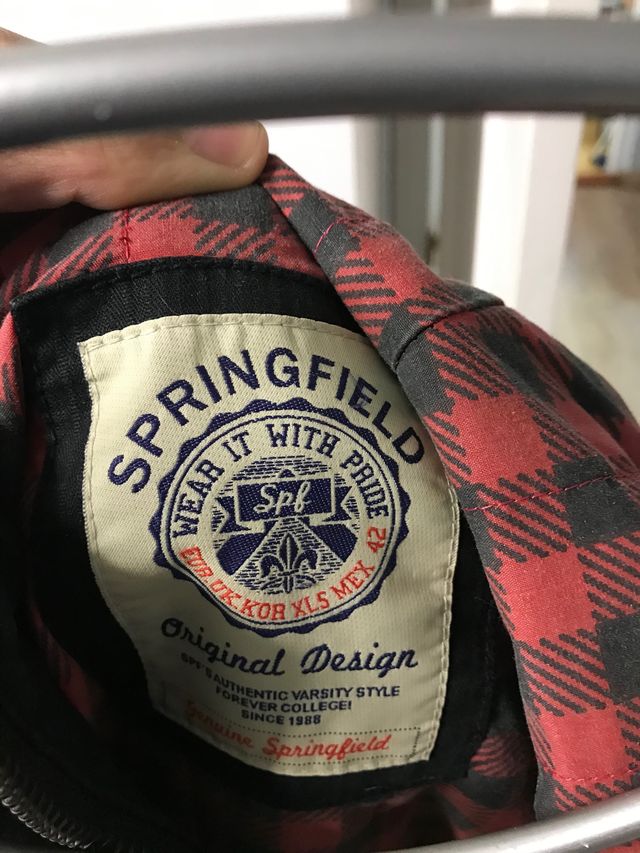 SPRINGFIELD
WEAR IT WITH PRIDE
Spf
EUR.UK.KOR XLS MEX 42
Original Design
SPF'S AUTHENTIC VARSITY STYLE
FOREVER COLLEGE!
SINCE 1988
Genuine Springfield